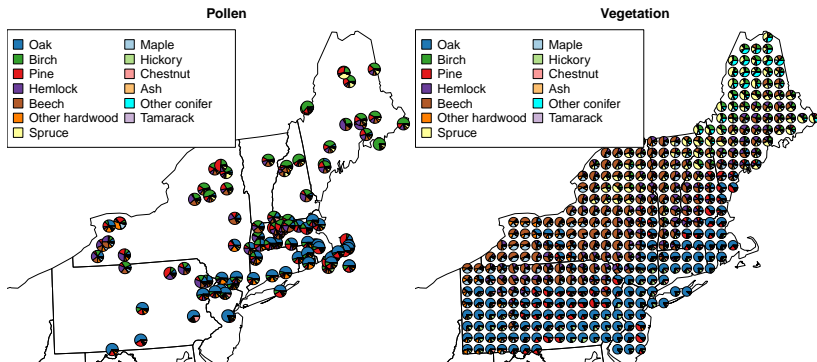 Pollen
Oak Maple
Birch Hickory
Pine Chestnut
Hemlock Ash
Beech Other conifer
Other hardwood Tamarack
Spruce
Vegetation
Oak Maple
Birch Hickory
Pine Chestnut
Hemlock Ash
Beech Other conifer
Other hardwood Tamarack
Spruce